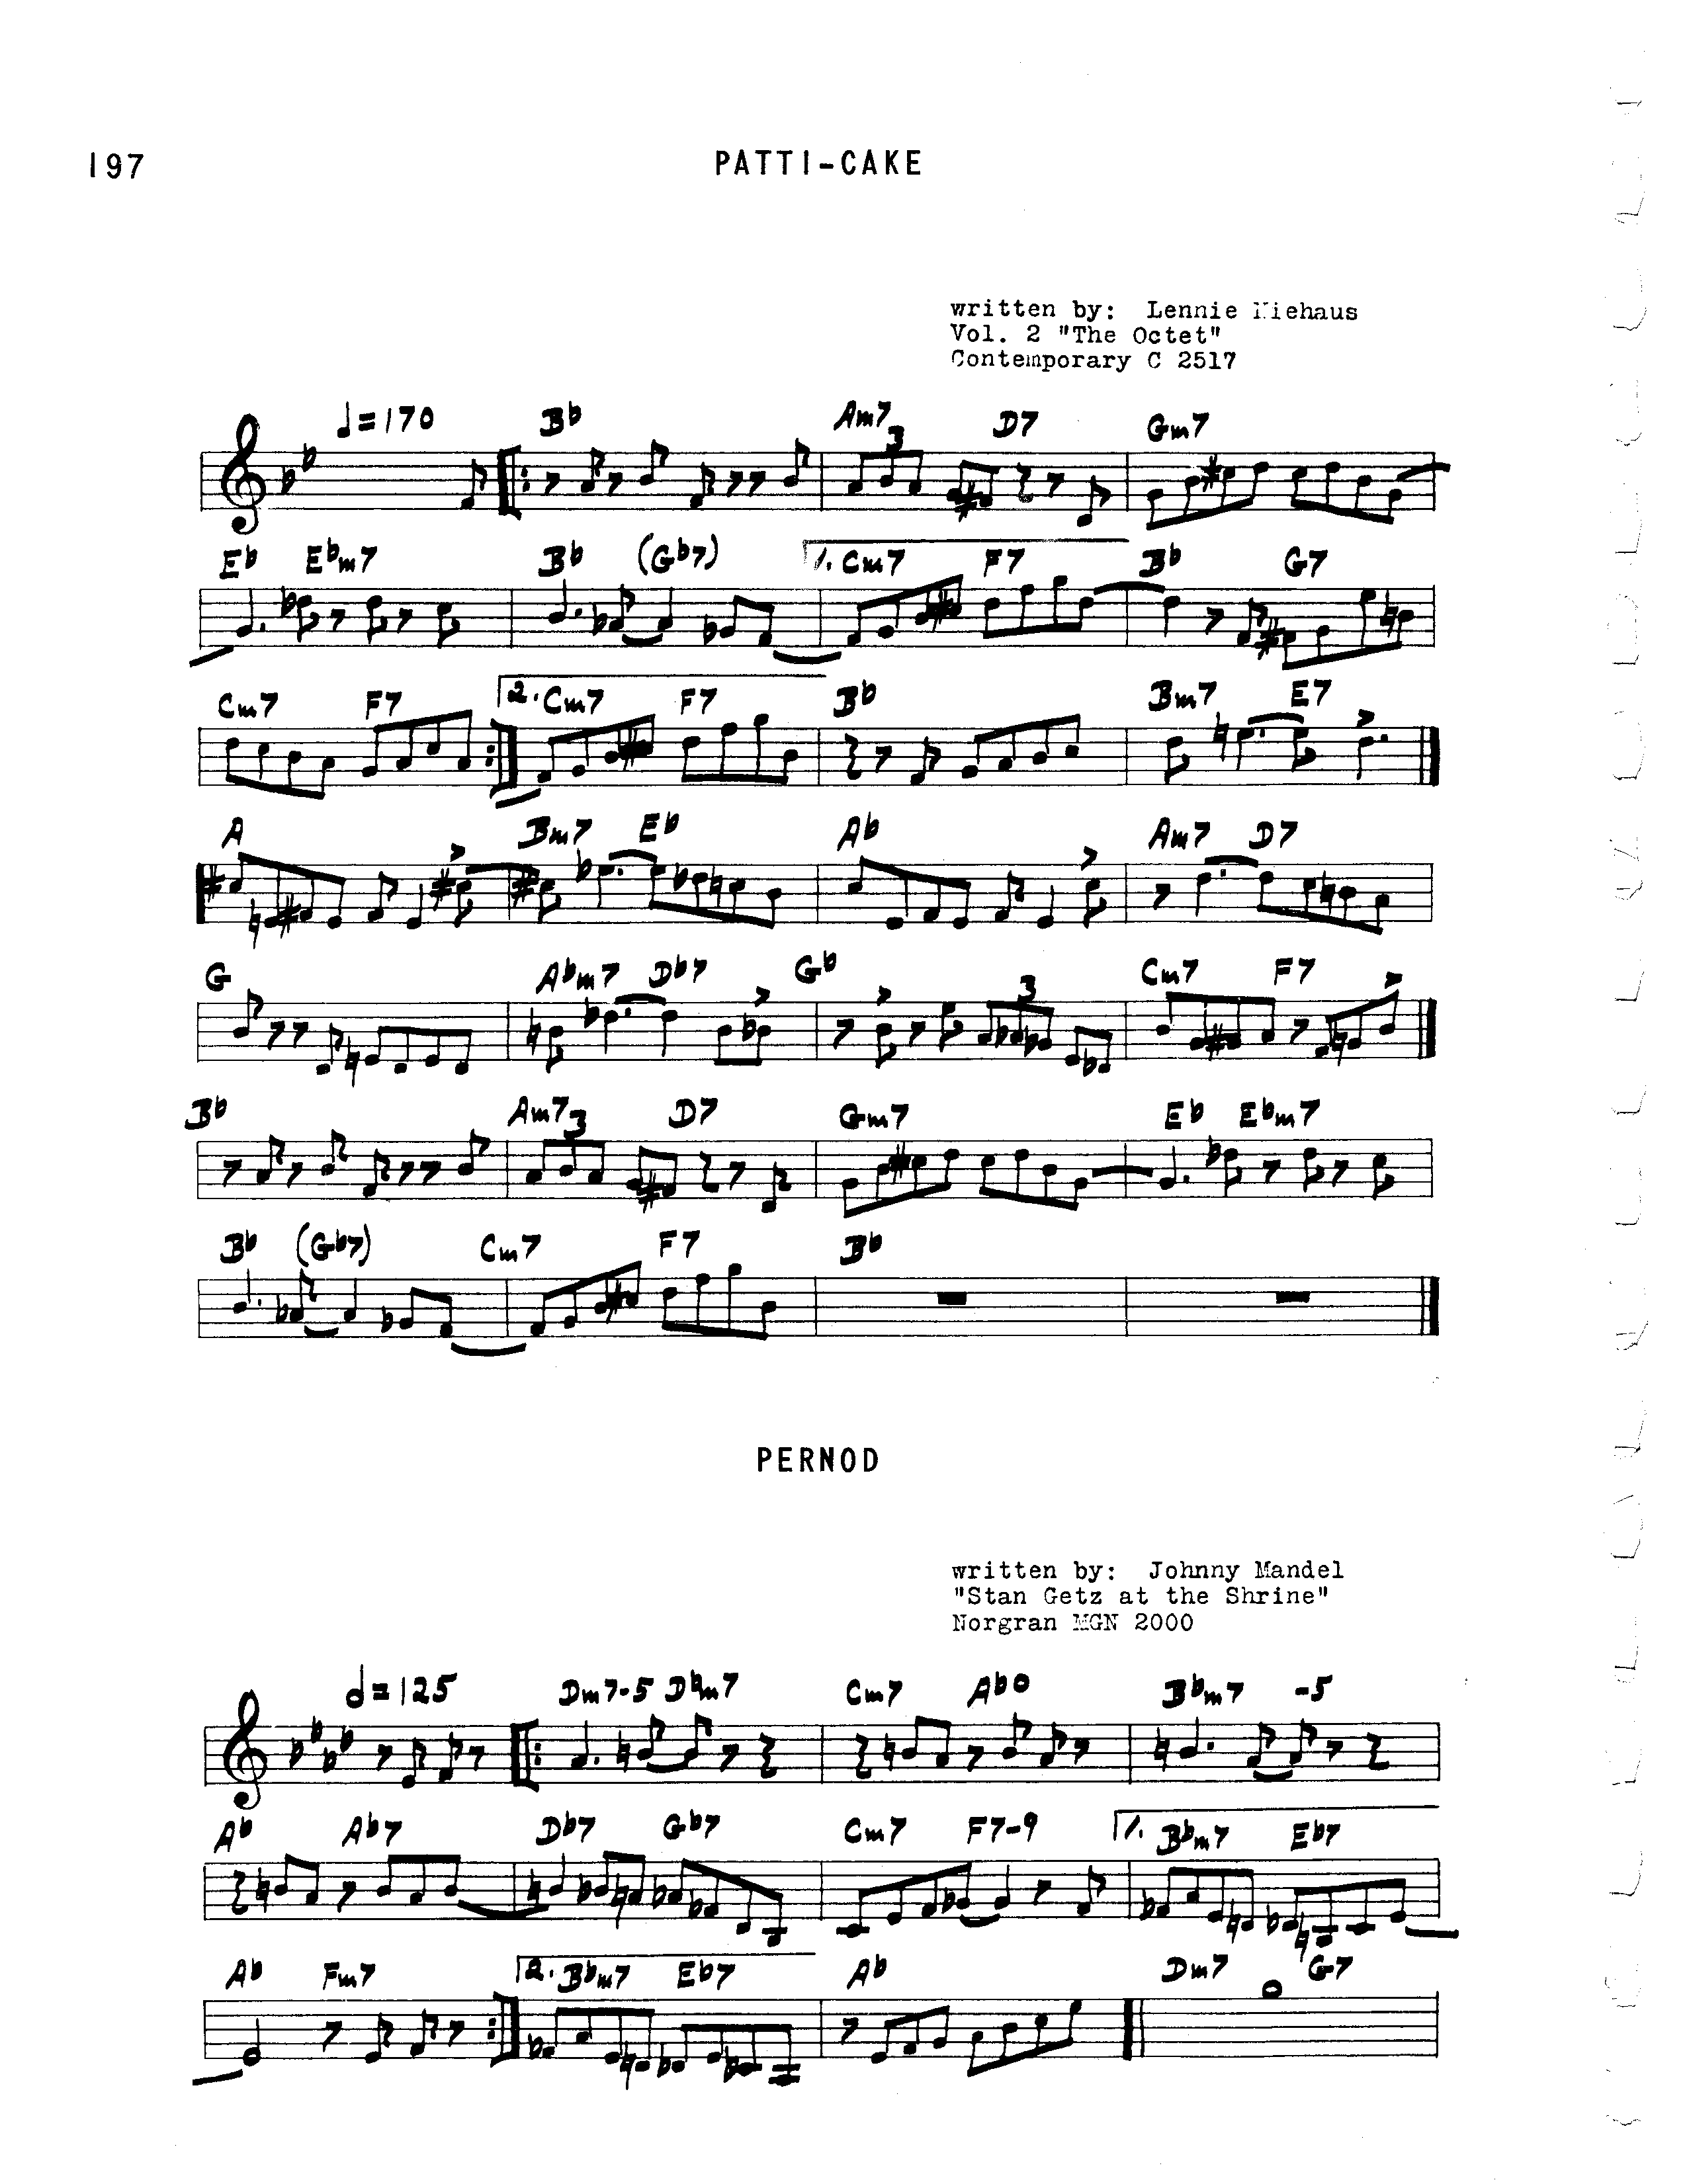 197
PATTI-CAKE
written by: Lennie Niehaus
Vol. 2 "The Octet"
Contemporary C 2517
♩=170 Bb Am7 3 D7 Gm7
Eb Ebm7 Bb (Gb7) 1. Cm7 F7 Bb G7
Cm7 F7 2. Cm7 F7 Bb Bm7 E7
A Bm7 Eb Ab Am7 D7
G Abm7 Db7 Gb 3 Cm7 F7
Bb Am7 3 D7 Gm7 Eb Ebm7
Bb (Gb7) Cm7 F7 Bb
PERNOD
written by: Johnny Mandel
"Stan Getz at the Shrine"
Norgran MGN 2000
𝅗𝅥=125 Dm7-5 Dbm7 Cm7 Abo Bbm7 -5
Ab Ab7 Db7 Gb7 Cm7 F7-9 1. Bbm7 Eb7
Ab Fm7 2. Bbm7 Eb7 Ab Dm7 G7